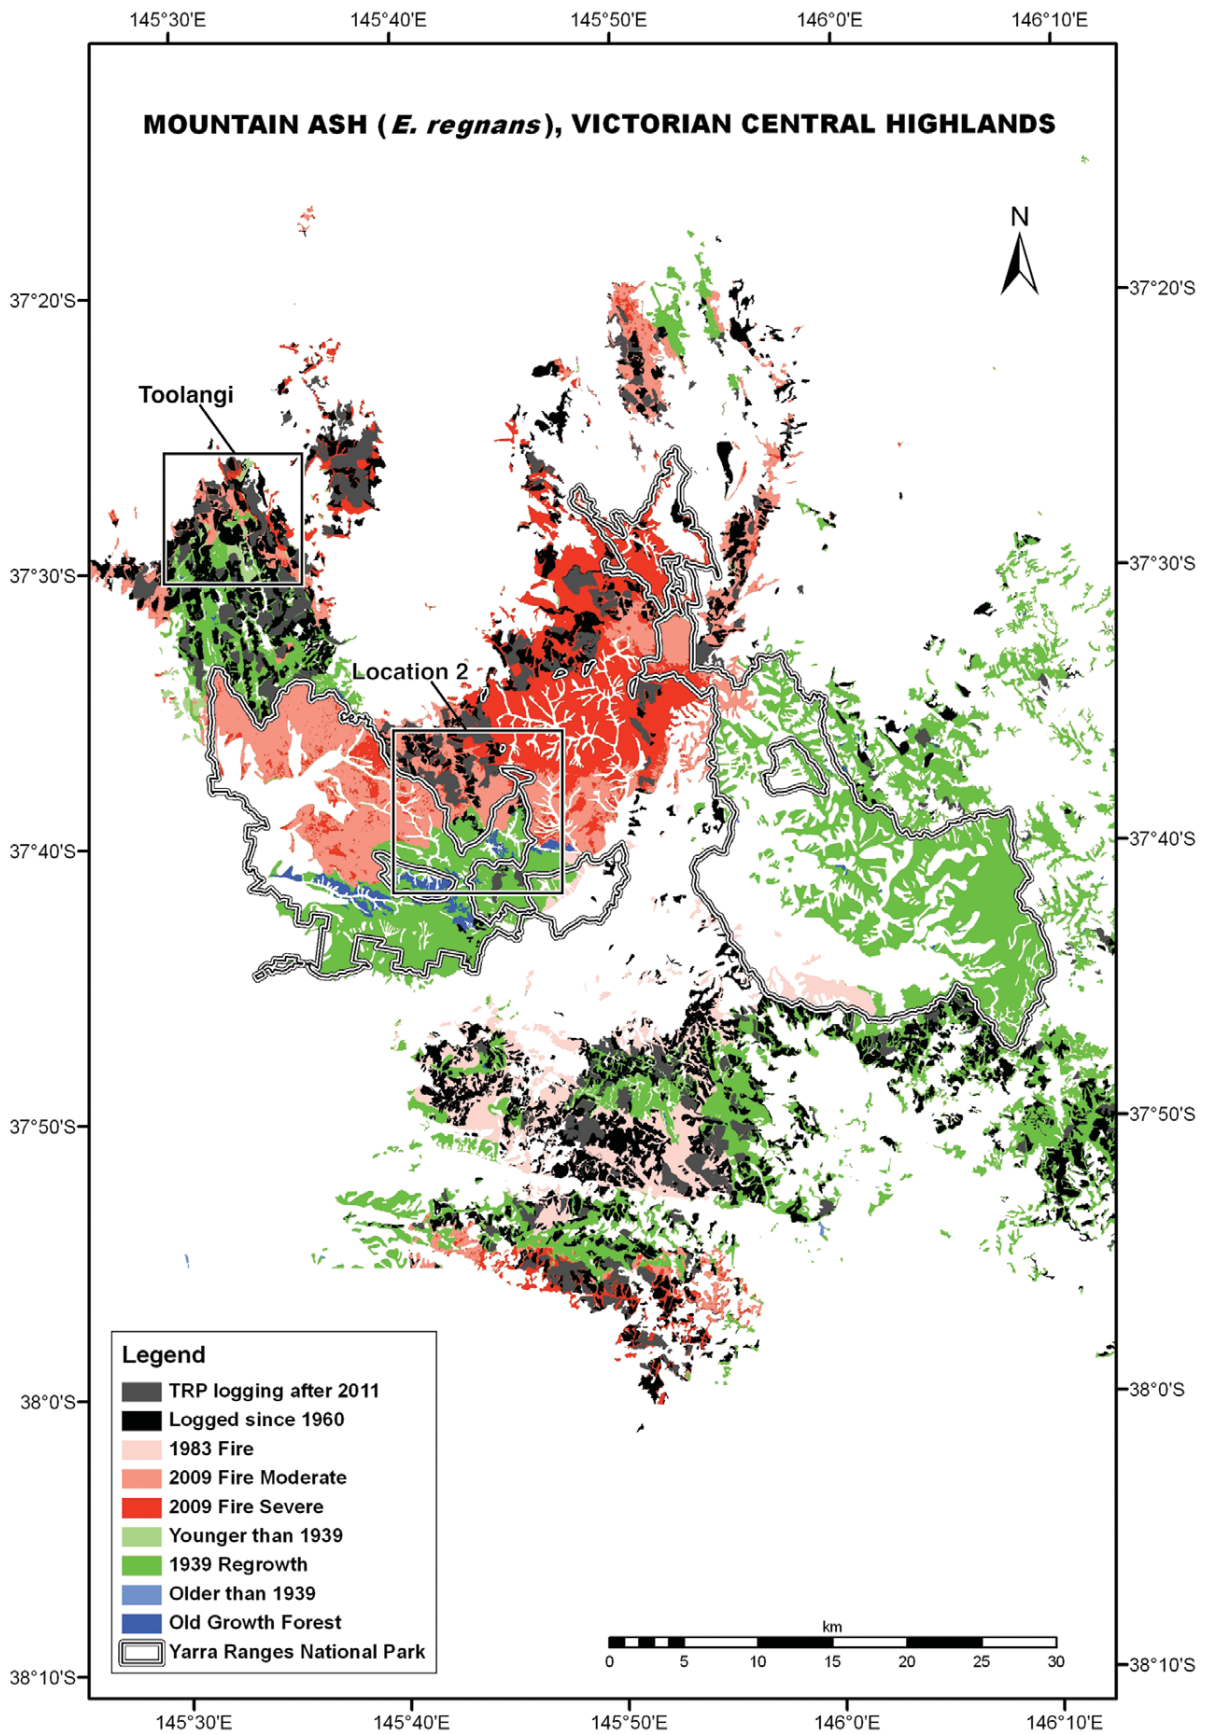 145°30'E 145°40'E 145°50'E 146°0'E 146°10'E
MOUNTAIN ASH (E. regnans), VICTORIAN CENTRAL HIGHLANDS
N
37°20'S 37°20'S
Toolangi
37°30'S 37°30'S
Location 2
37°40'S 37°40'S
37°50'S 37°50'S
38°0'S 38°0'S
Legend
TRP logging after 2011
Logged since 1960
1983 Fire
2009 Fire Moderate
2009 Fire Severe
Younger than 1939
1939 Regrowth
Older than 1939
Old Growth Forest
Yarra Ranges National Park
km
0 5 10 15 20 25 30
38°10'S 38°10'S
145°30'E 145°40'E 145°50'E 146°0'E 146°10'E